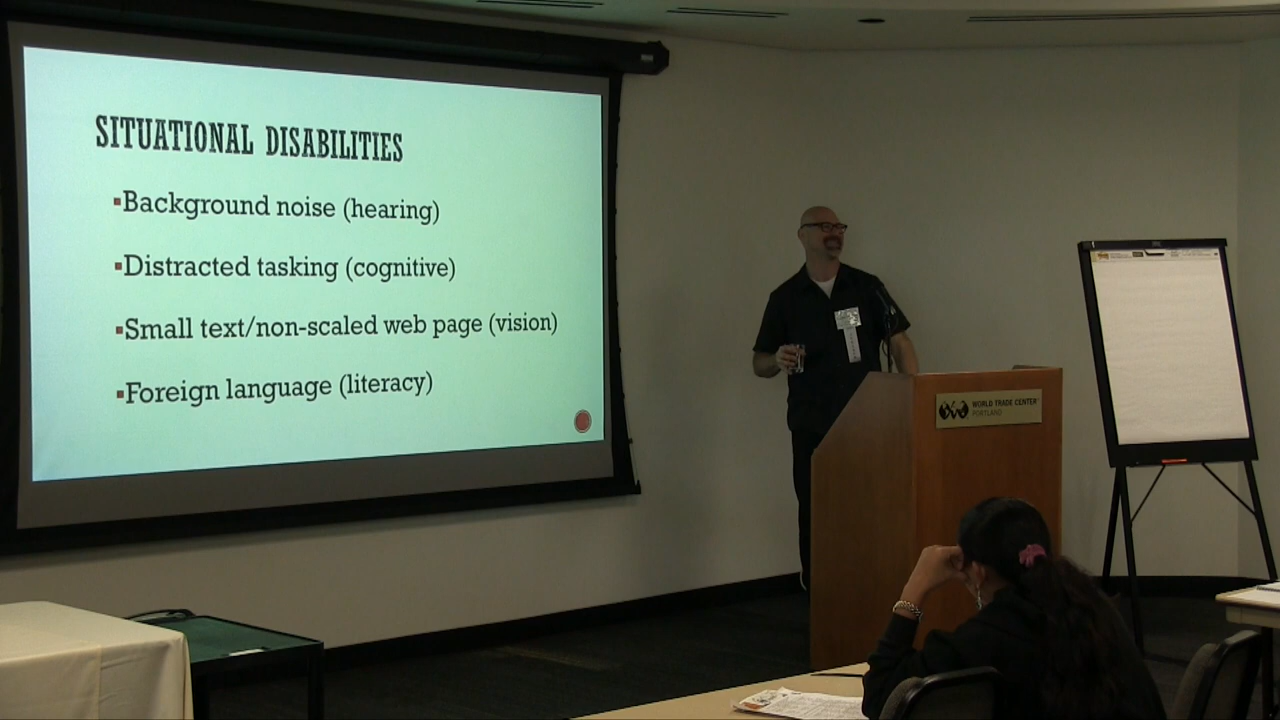 SITUATIONAL DISABILITIES
▪Background noise (hearing)
▪Distracted tasking (cognitive)
▪Small text/non-scaled web page (vision)
▪Foreign language (literacy)
WORLD TRADE CENTER
PORTLAND